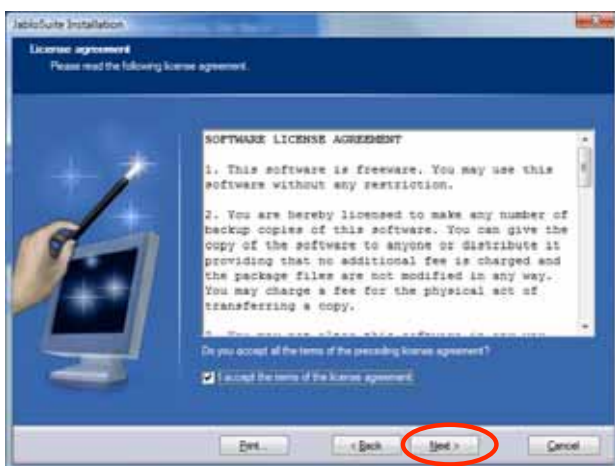 JabloSuite Installation
License agreement
Please read the following license agreement.
SOFTWARE LICENSE AGREEMENT
1. This software is freeware. You may use this
software without any restriction.
2. You are hereby licensed to make any number of
backup copies of this software. You can give the
copy of the software to anyone or distribute it
providing that no additional fee is charged and
the package files are not modified in any way.
You may charge a fee for the physical act of
transferring a copy.
Do you accept all the terms of the preceding license agreement?
I accept the terms of the license agreement
Print...
< Back
Next >
Cancel